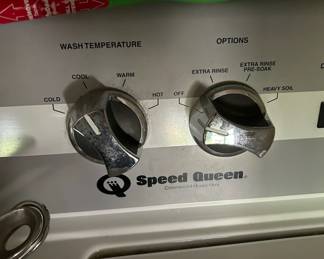 WASH TEMPERATURE
COLD
COOL
WARM
HOT
OPTIONS
OFF
EXTRA RINSE
EXTRA RINSE
PRE-SOAK
HEAVY SOIL
Speed Queen